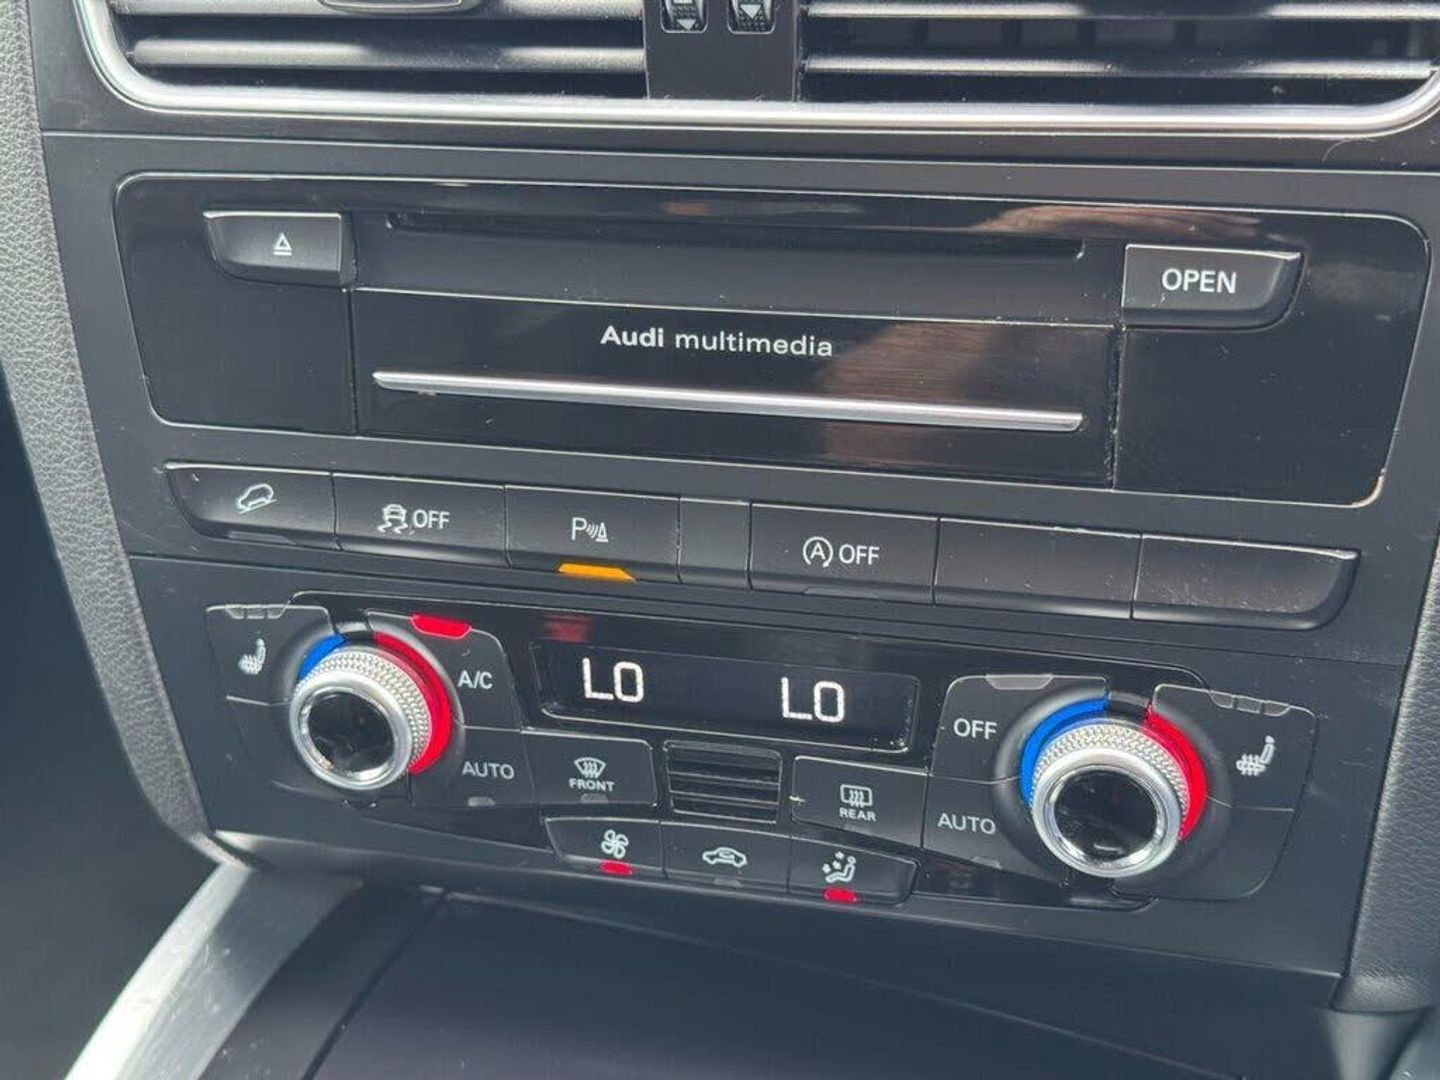 OPEN
Audi multimedia
OFF
P
A OFF
A/C
LO
LO
OFF
AUTO
FRONT
REAR
AUTO